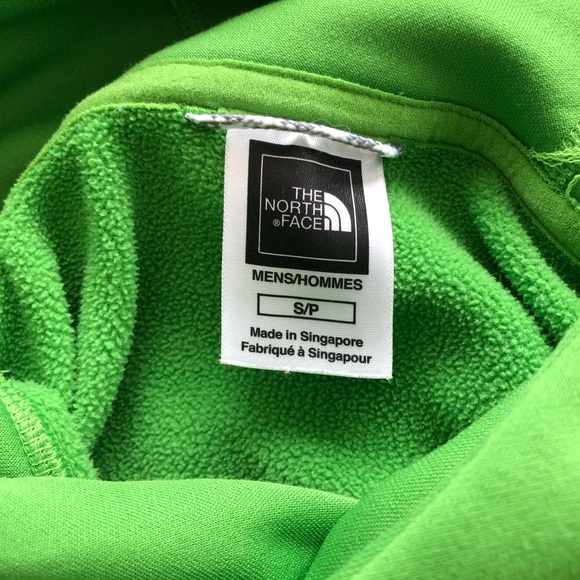 THE
NORTH
®FACE
MENS/HOMMES
S/P
Made in Singapore
Fabriqué à Singapour